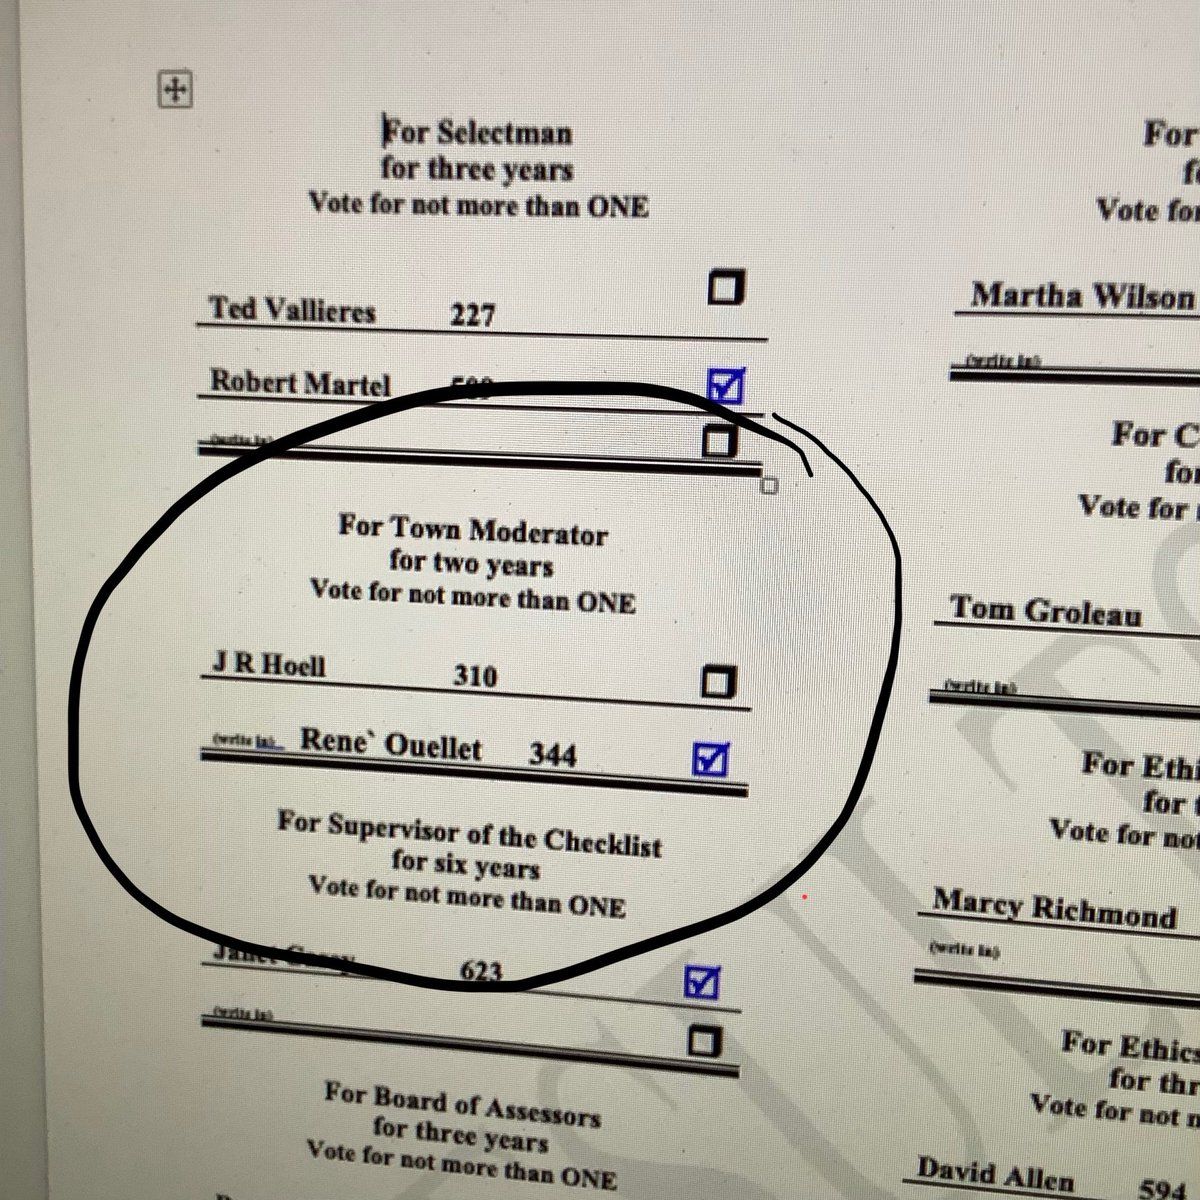 For Selectman
for three years
Vote for not more than ONE
Ted Vallieres 227
Robert Martel
(write in)
For Town Moderator
for two years
Vote for not more than ONE
J R Hoell 310
(write in) Rene` Ouellet 344
For Supervisor of the Checklist
for six years
Vote for not more than ONE
Janet 623
(write in)
For Board of Assessors
for three years
Vote for not more than ONE
For
Vote for
Martha Wilson
(write in)
For C
for
Vote for
Tom Groleau
(write in)
For Ethi
for
Vote for not
Marcy Richmond
(write in)
For Ethics
for thr
Vote for not n
David Allen 594